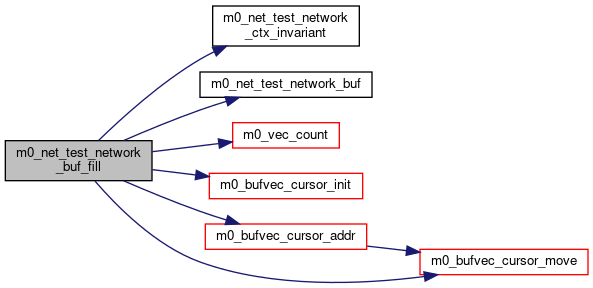 m0_net_test_network
_buf_fill
m0_net_test_network
_ctx_invariant
m0_net_test_network_buf
m0_vec_count
m0_bufvec_cursor_init
m0_bufvec_cursor_addr
m0_bufvec_cursor_move